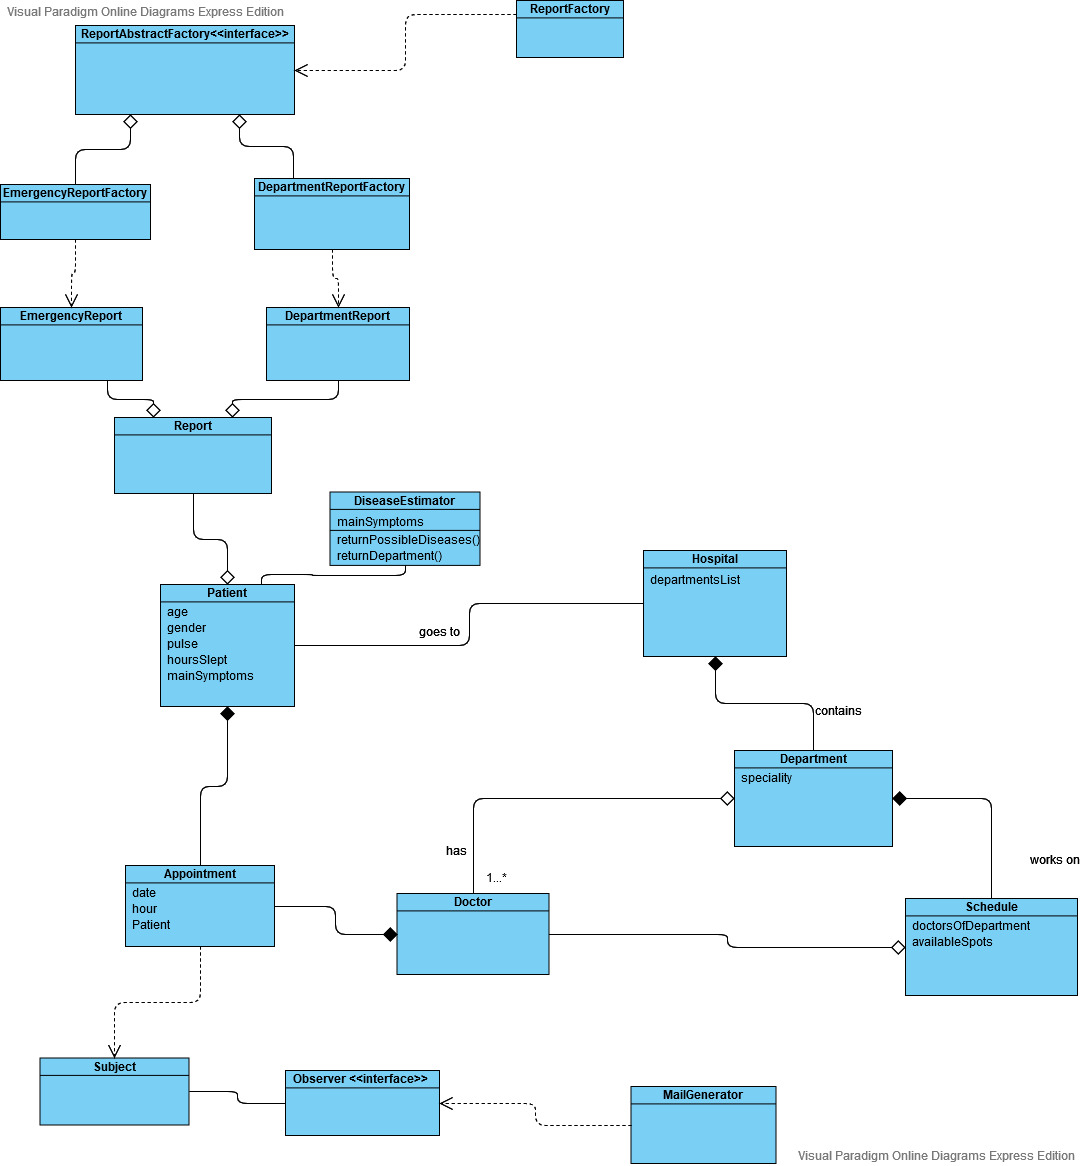 Visual Paradigm Online Diagrams Express Edition
ReportFactory
ReportAbstractFactory<<interface>>
EmergencyReportFactory
DepartmentReportFactory
EmergencyReport
DepartmentReport
Report
DiseaseEstimator
mainSymptoms
returnPossibleDiseases()
returnDepartment()
Hospital
departmentsList
Patient
age
gender
pulse
hoursSlept
mainSymptoms
goes to
contains
Department
speciality
has
1...*
works on
Appointment
date
hour
Patient
Doctor
Schedule
doctorsOfDepartment
availableSpots
Subject
Observer <<interface>>
MailGenerator
Visual Paradigm Online Diagrams Express Edition